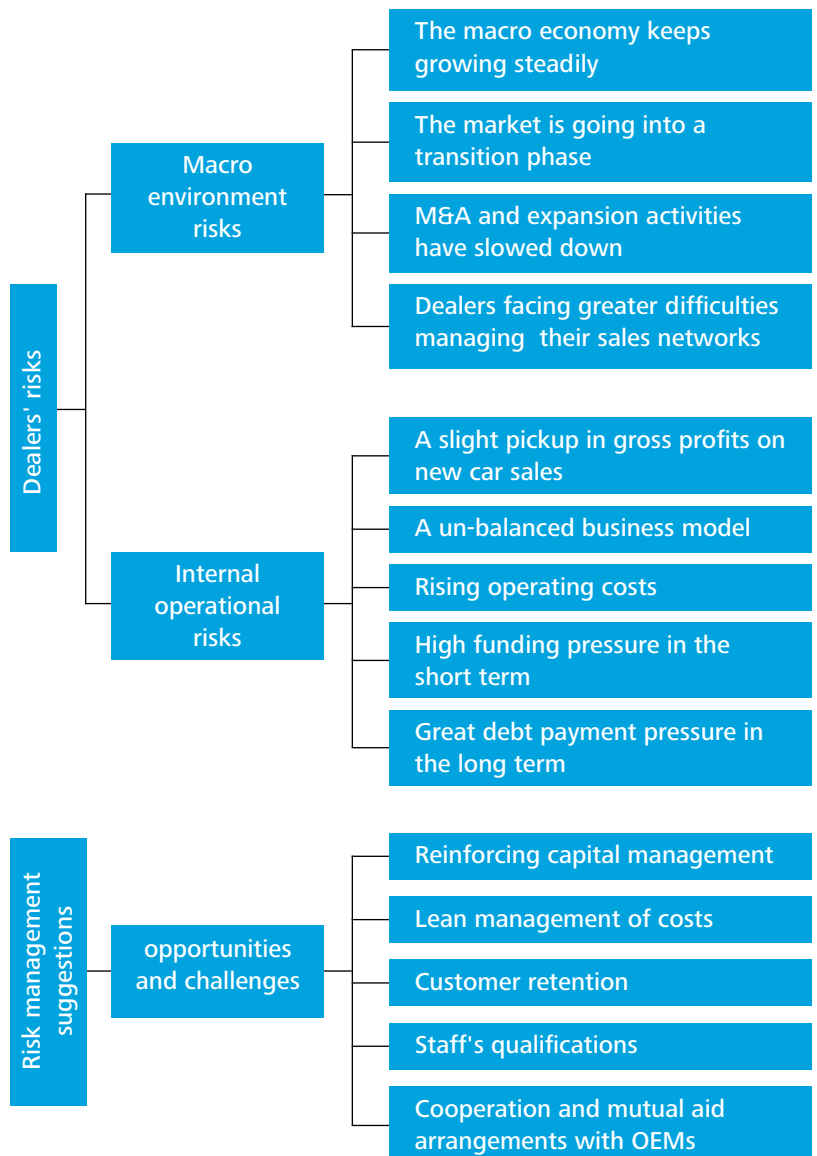 Dealers' risks
Macro
environment
risks
The macro economy keeps
growing steadily
The market is going into a
transition phase
M&A and expansion activities
have slowed down
Dealers facing greater difficulties
managing their sales networks
Internal
operational
risks
A slight pickup in gross profits on
new car sales
A un-balanced business model
Rising operating costs
High funding pressure in the
short term
Great debt payment pressure in
the long term
Risk management
suggestions
opportunities
and challenges
Reinforcing capital management
Lean management of costs
Customer retention
Staff's qualifications
Cooperation and mutual aid
arrangements with OEMs